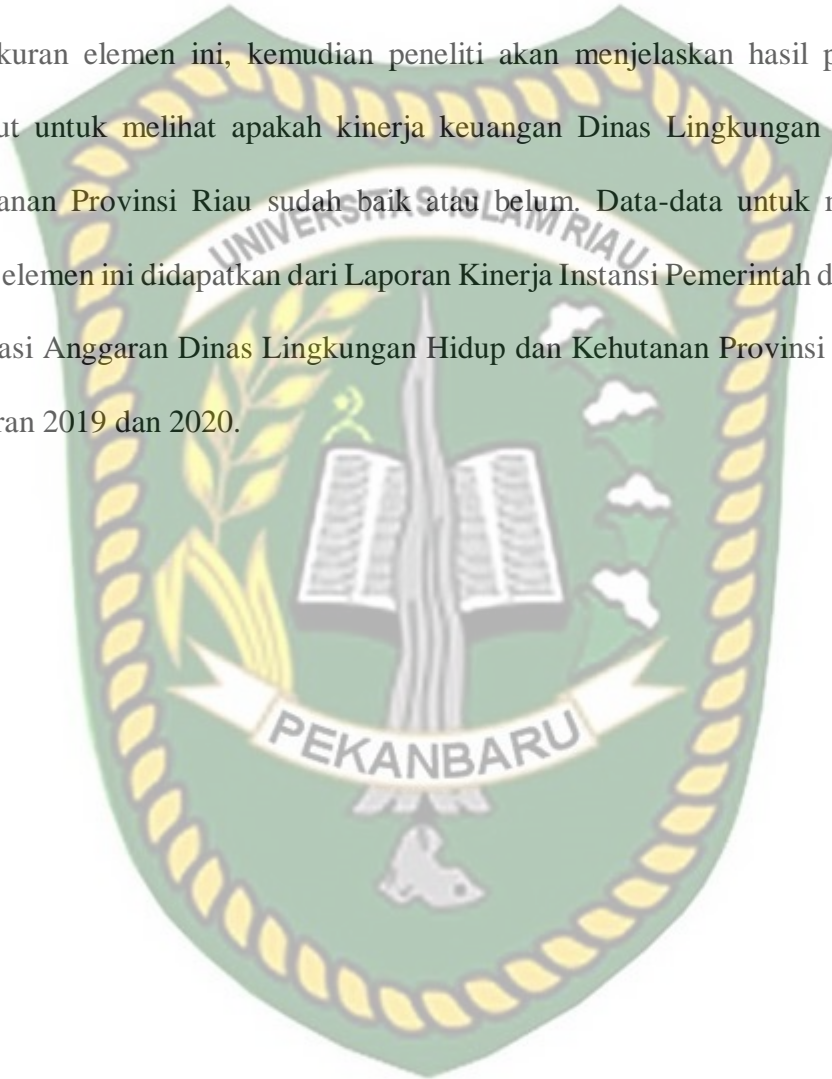 kuran elemen ini, kemudian peneliti akan menjelaskan hasil p
ut untuk melihat apakah kinerja keuangan Dinas Lingkungan
anan Provinsi Riau sudah baik atau belum. Data-data untuk
elemen ini didapatkan dari Laporan Kinerja Instansi Pemerintah d
asi Anggaran Dinas Lingkungan Hidup dan Kehutanan Provinsi
ran 2019 dan 2020.
UNIVERSITAS ISLAM RIAU
PEKANBARU